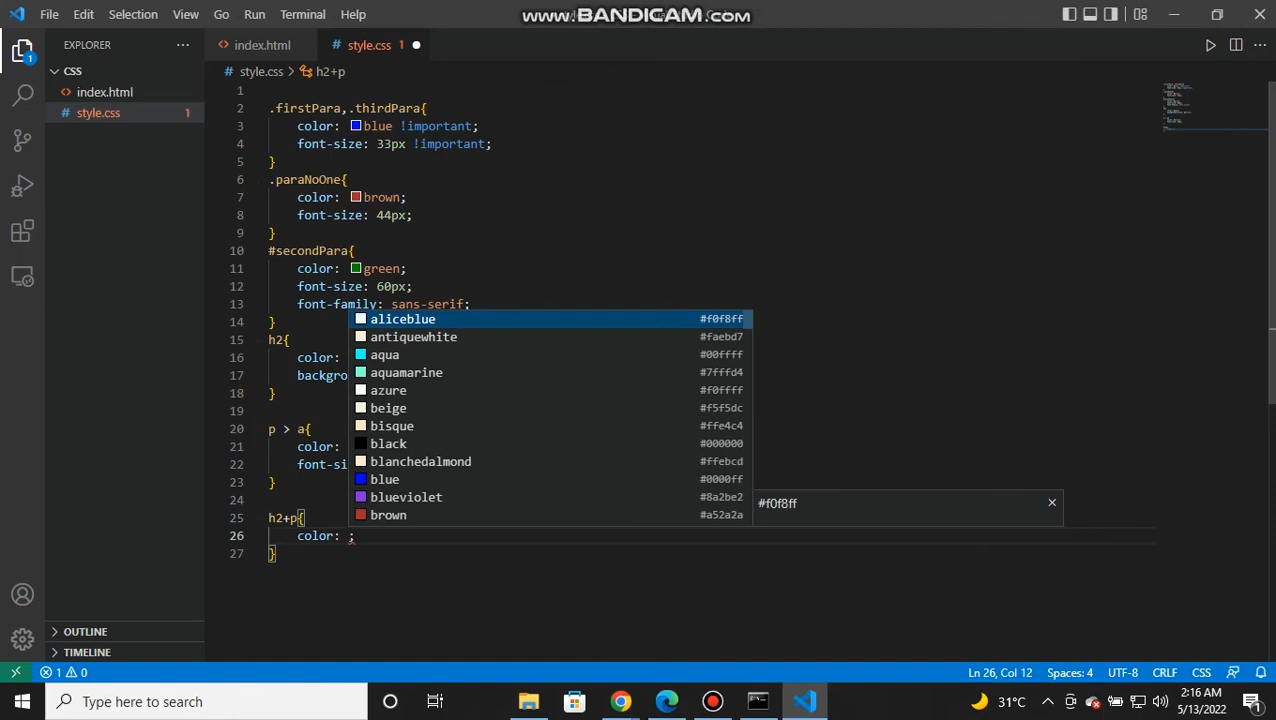 File Edit Selection View Go Run Terminal Help
www.BANDICAM.com
EXPLORER
index.html
style.css 1
CSS
style.css > h2+p
index.html
style.css 1
1
2 .firstPara,.thirdPara{
3 color: blue !important;
4 font-size: 33px !important;
5 }
6 .paraNoOne{
7 color: brown;
8 font-size: 44px;
9 }
10 #secondPara{
11 color: green;
12 font-size: 60px;
13 font-family: sans-serif;
14 }
15 h2{
16 color:
17 backgro
18 }
19
20 p > a{
21 color:
22 font-si
23 }
24
25 h2+p{
26 color: ;
27 }
aliceblue #f0f8ff
antiquewhite #faebd7
aqua #00ffff
aquamarine #7fffd4
azure #f0ffff
beige #f5f5dc
bisque #ffe4c4
black #000000
blanchedalmond #ffebcd
blue #0000ff
blueviolet #8a2be2
brown #a52a2a
#f0f8ff
OUTLINE
TIMELINE
1 0
Ln 26, Col 12 Spaces: 4 UTF-8 CRLF CSS
Type here to search
31°C
2:16 AM
5/13/2022
1